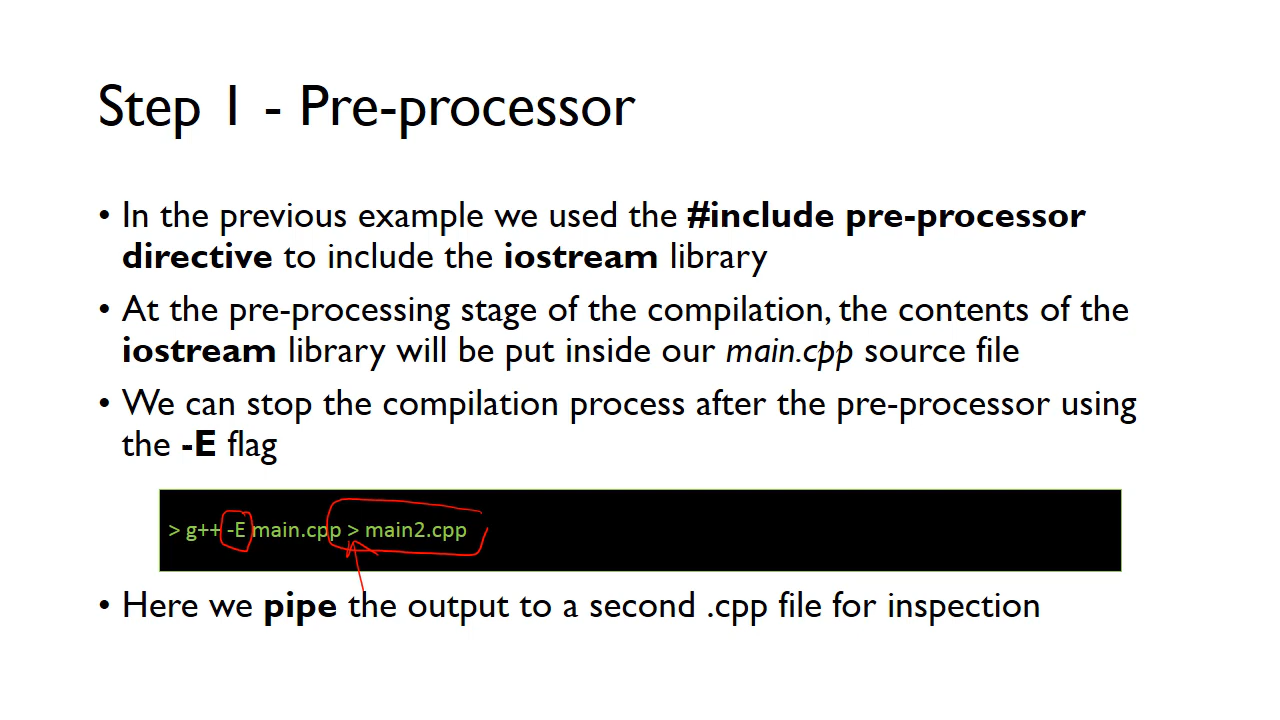 Step 1 - Pre-processor
• In the previous example we used the #include pre-processor
directive to include the iostream library
• At the pre-processing stage of the compilation, the contents of the
iostream library will be put inside our main.cpp source file
• We can stop the compilation process after the pre-processor using
the -E flag
> g++ -E main.cpp > main2.cpp
• Here we pipe the output to a second .cpp file for inspection